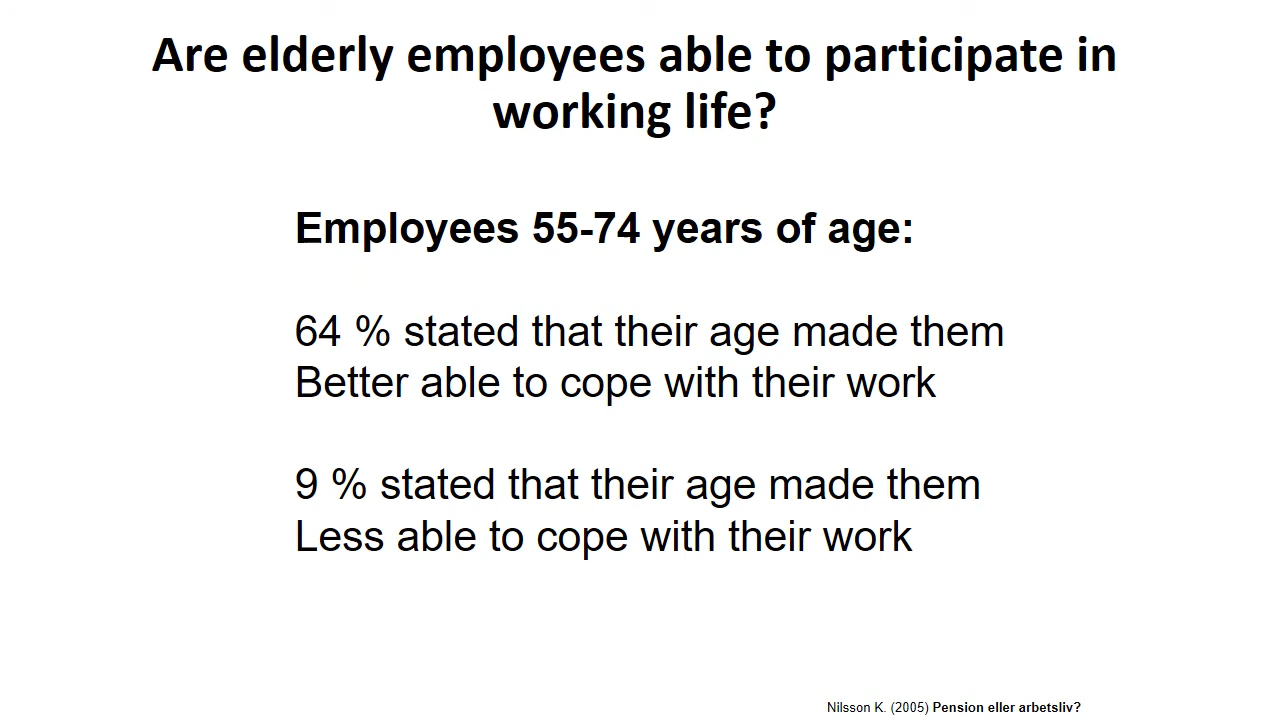 Are elderly employees able to participate in
working life?
Employees 55-74 years of age:
64 % stated that their age made them
Better able to cope with their work
9 % stated that their age made them
Less able to cope with their work
Nilsson K. (2005) Pension eller arbetsliv?